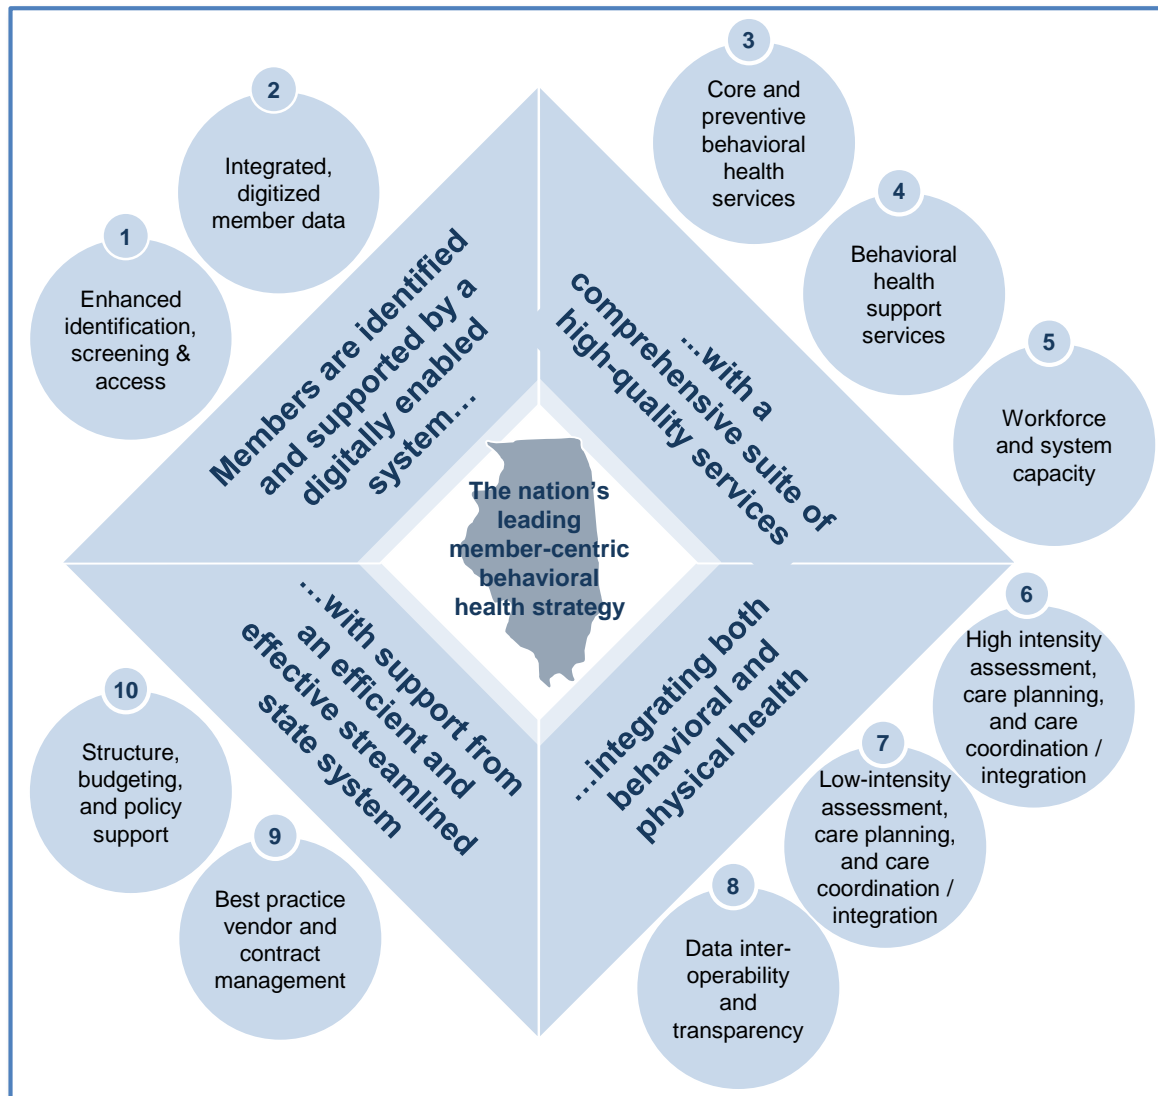 1
Enhanced
identification,
screening &
access
2
Integrated,
digitized
member data
Members are identified
and supported by a
digitally enabled
system…
3
Core and
preventive
behavioral
health
services
4
Behavioral
health
support
services
5
Workforce
and system
capacity
…with a
comprehensive suite of
high-quality services
The nation’s
leading
member-centric
behavioral
health strategy
6
High intensity
assessment,
care planning,
and care
coordination /
integration
7
Low-intensity
assessment,
care planning,
and care
coordination /
integration
8
Data inter-
operability
and
transparency
…integrating both
behavioral and
physical health
9
Best practice
vendor and
contract
management
10
Structure,
budgeting,
and policy
support
…with support from
an efficient and
effective streamlined
state system